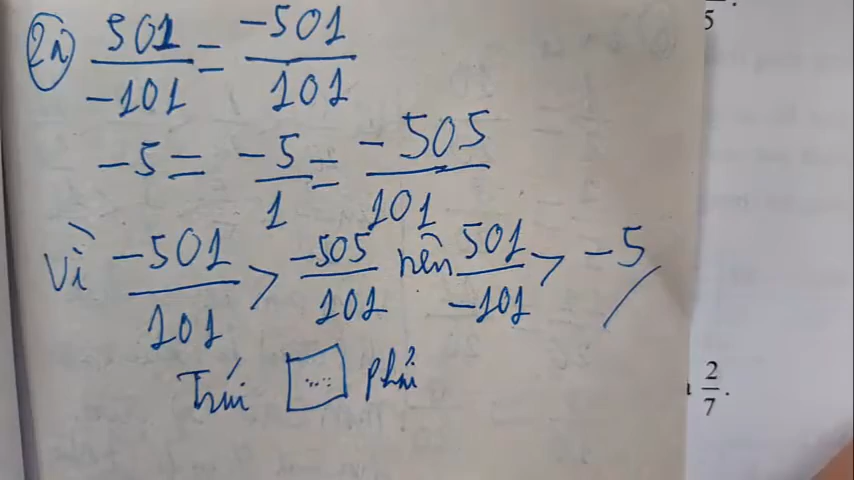 2a) 501/-101 = -501/101
-5 = -5/1 = -505/101
Vì -501/101 > -505/101 nên 501/-101 > -5
Trái ..... phải
5.
2/7.